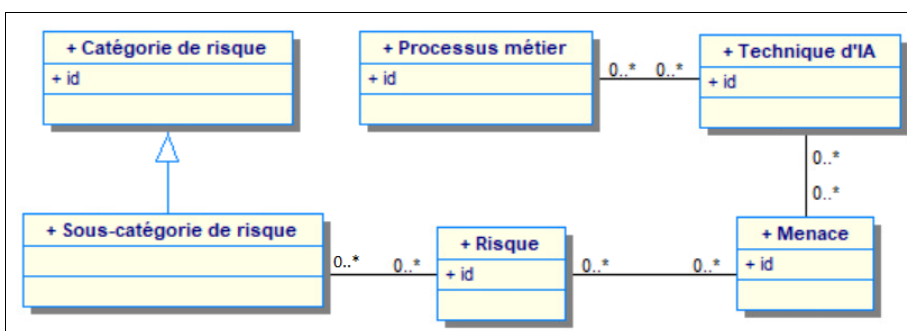 + Catégorie de risque
+ id
+ Processus métier
+ id
+ Technique d'IA
+ id
0..* 0..*
0..*
0..*
+ Sous-catégorie de risque
+ Risque
+ id
+ Menace
+ id
0..* 0..*
0..* 0..*